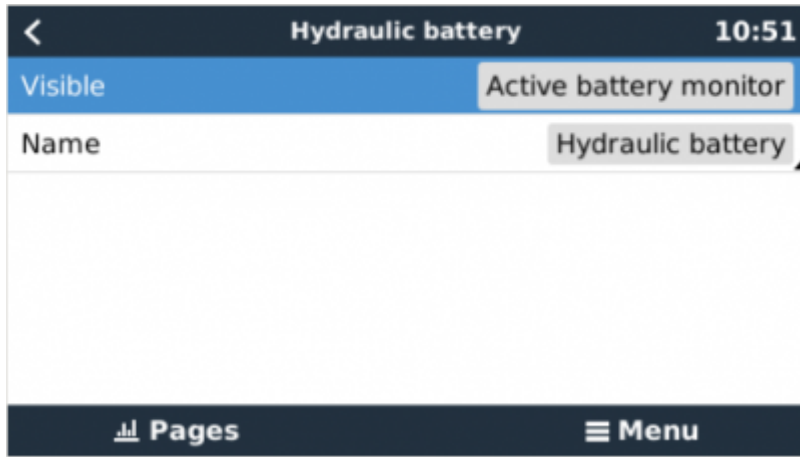 Hydraulic battery 10:51
Visible Active battery monitor
Name Hydraulic battery
Pages Menu